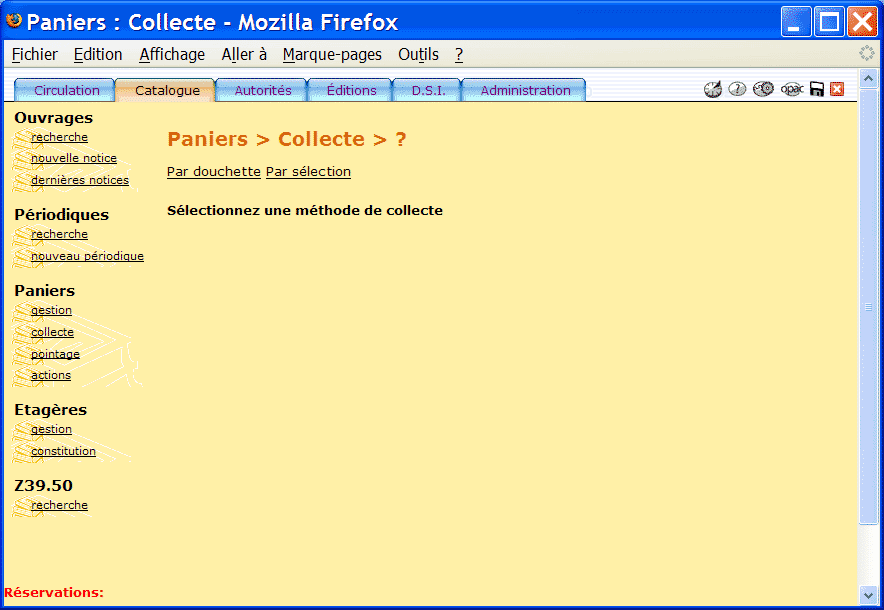 Paniers : Collecte - Mozilla Firefox
Fichier Edition Affichage Aller à Marque-pages Outils ?
Circulation Catalogue Autorités Éditions D.S.I. Administration ? opac
Ouvrages
recherche
nouvelle notice
dernières notices
Périodiques
recherche
nouveau périodique
Paniers
gestion
collecte
pointage
actions
Etagères
gestion
constitution
Z39.50
recherche
Réservations:
Paniers > Collecte > ?
Par douchette Par sélection
Sélectionnez une méthode de collecte